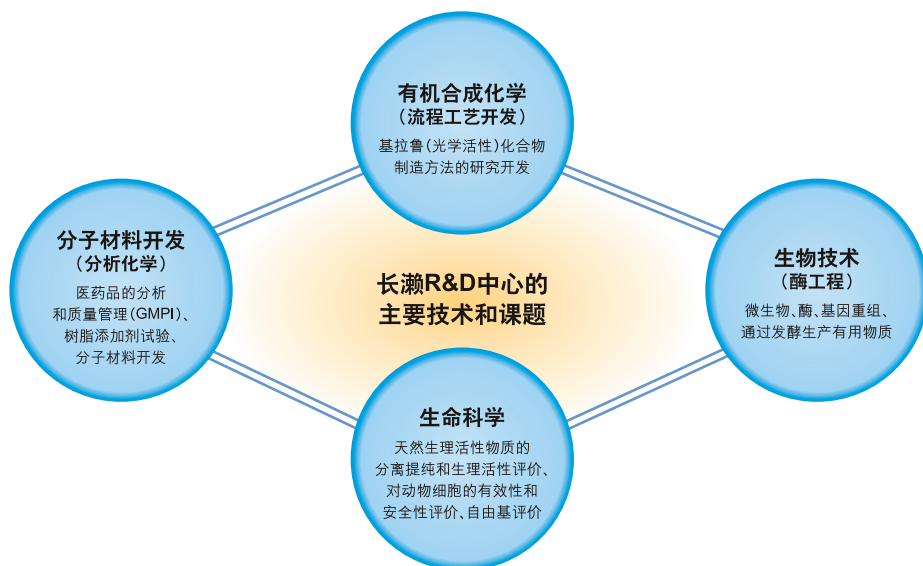 有机合成化学
（流程工艺开发）
基拉鲁（光学活性）化合物
制造方法的研究开发
分子材料开发
（分析化学）
医药品的分析
和质量管理（GMPI）、
树脂添加剂试验、
分子材料开发
长濑R&D中心的
主要技术和课题
生物技术
（酶工程）
微生物、酶、基因重组、
通过发酵生产有用物质
生命科学
天然生理活性物质的
分离提纯和生理活性评价、
对动物细胞的有效性和
安全性评价、自由基评价